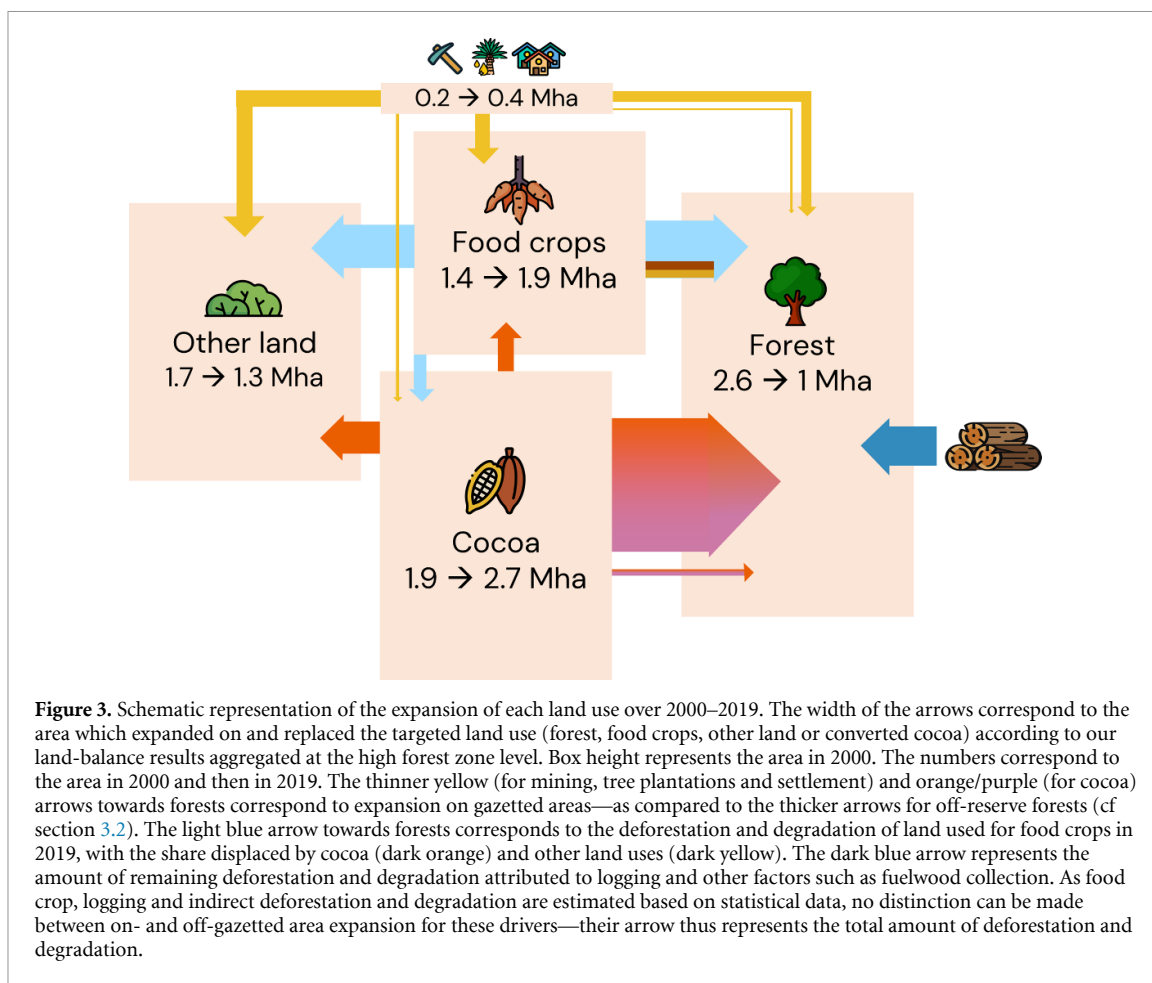 0.2 → 0.4 Mha
Food crops
1.4 → 1.9 Mha
Other land
1.7 → 1.3 Mha
Forest
2.6 → 1 Mha
Cocoa
1.9 → 2.7 Mha
Figure 3. Schematic representation of the expansion of each land use over 2000–2019. The width of the arrows correspond to the
area which expanded on and replaced the targeted land use (forest, food crops, other land or converted cocoa) according to our
land-balance results aggregated at the high forest zone level. Box height represents the area in 2000. The numbers correspond to
the area in 2000 and then in 2019. The thinner yellow (for mining, tree plantations and settlement) and orange/purple (for cocoa)
arrows towards forests correspond to expansion on gazetted areas—as compared to the thicker arrows for off-reserve forests (cf
section 3.2). The light blue arrow towards forests corresponds to the deforestation and degradation of land used for food crops in
2019, with the share displaced by cocoa (dark orange) and other land uses (dark yellow). The dark blue arrow represents the
amount of remaining deforestation and degradation attributed to logging and other factors such as fuelwood collection. As food
crop, logging and indirect deforestation and degradation are estimated based on statistical data, no distinction can be made
between on- and off-gazetted area expansion for these drivers—their arrow thus represents the total amount of deforestation and
degradation.